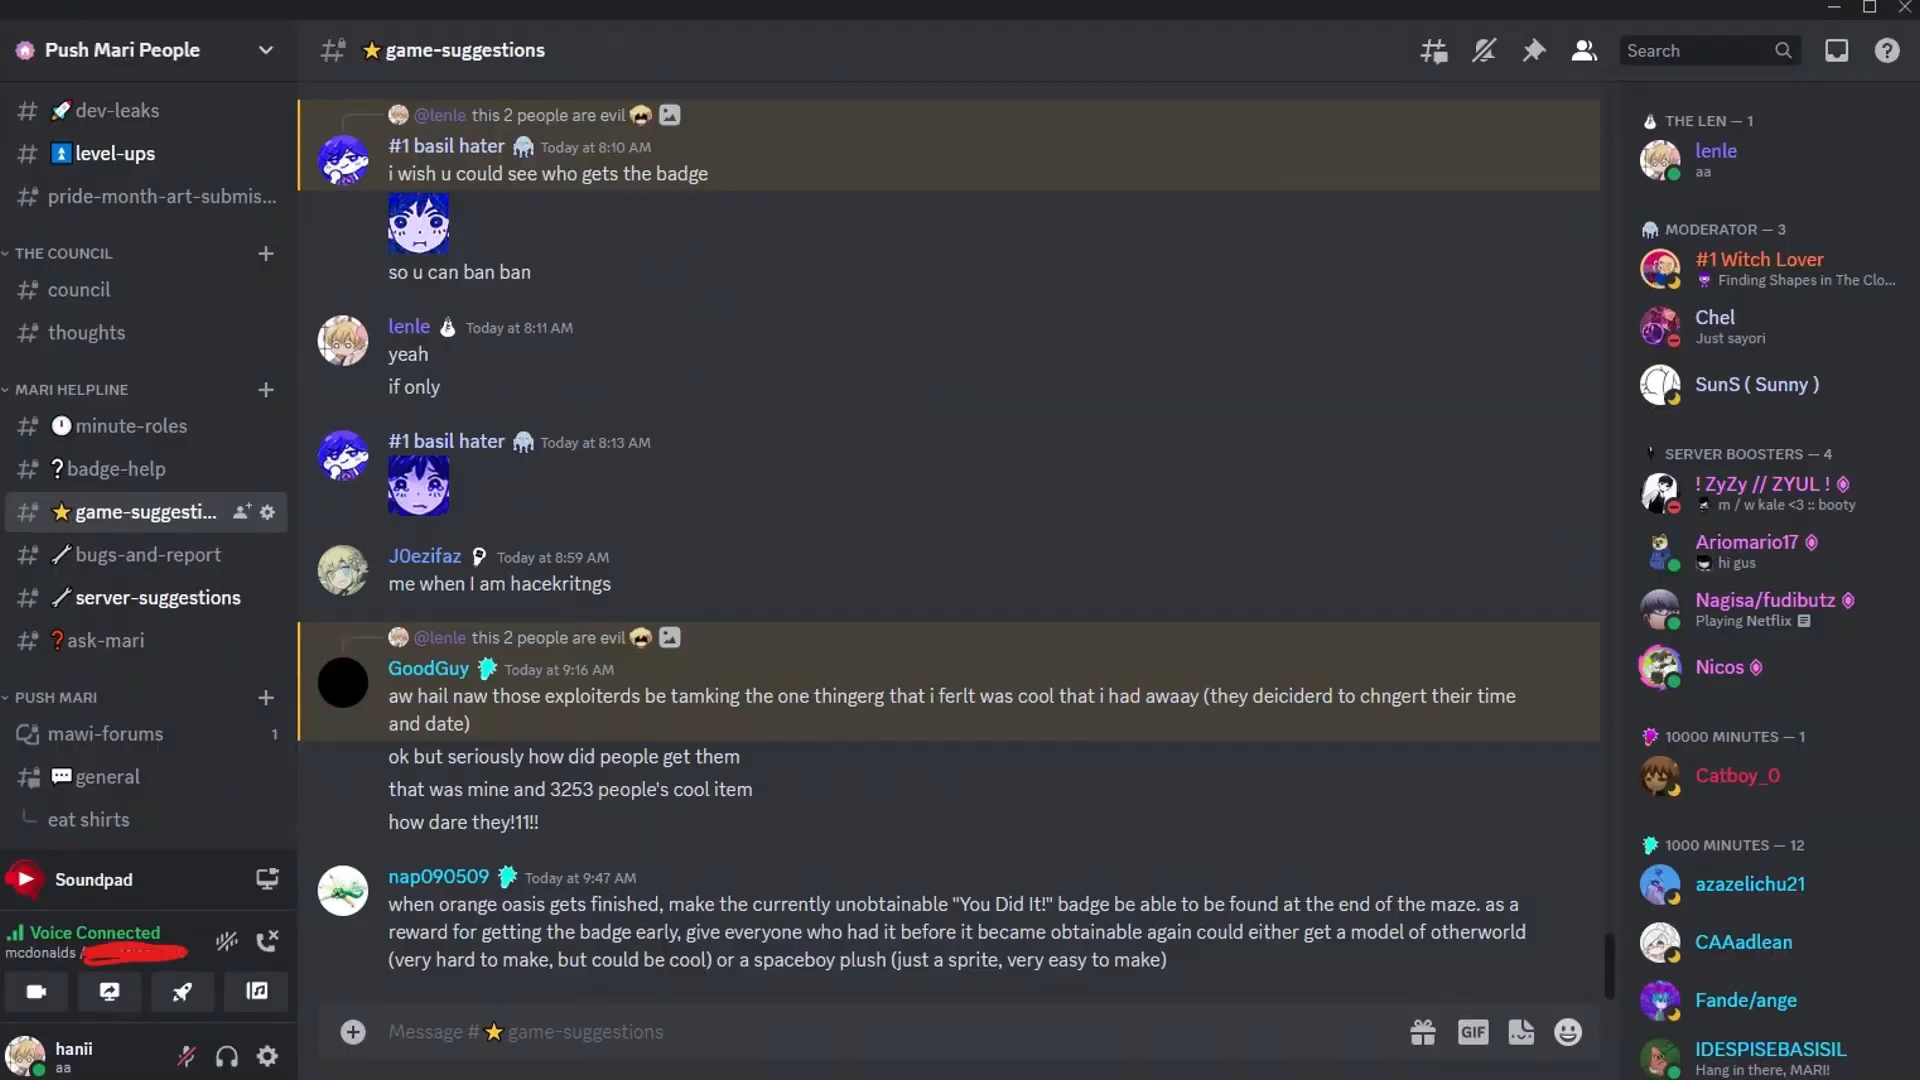 Push Mari People
dev-leaks
level-ups
pride-month-art-submis...
THE COUNCIL
council
thoughts
MARI HELPLINE
minute-roles
?badge-help
game-suggesti...
bugs-and-report
server-suggestions
?ask-mari
PUSH MARI
mawi-forums 1
general
eat shirts
Soundpad
Voice Connected
mcdonalds /
hanii
aa
game-suggestions
@lenle this 2 people are evil
#1 basil hater Today at 8:10 AM
i wish u could see who gets the badge
so u can ban ban
lenle Today at 8:11 AM
yeah
if only
#1 basil hater Today at 8:13 AM
J0ezifaz Today at 8:59 AM
me when I am hacekritngs
@lenle this 2 people are evil
GoodGuy Today at 9:16 AM
aw hail naw those exploiterds be tamking the one thingerg that i ferlt was cool that i had awaay (they deiciderd to chngert their time
and date)
ok but seriously how did people get them
that was mine and 3253 people's cool item
how dare they!11!!
nap090509 Today at 9:47 AM
when orange oasis gets finished, make the currently unobtainable "You Did It!" badge be able to be found at the end of the maze. as a
reward for getting the badge early, give everyone who had it before it became obtainable again could either get a model of otherworld
(very hard to make, but could be cool) or a spaceboy plush (just a sprite, very easy to make)
Message # game-suggestions
GIF
Search
THE LEN — 1
lenle
aa
MODERATOR — 3
#1 Witch Lover
Finding Shapes in The Clo...
Chel
Just sayori
SunS ( Sunny )
SERVER BOOSTERS — 4
! ZyZy // ZYUL !
m / w kale <3 :: booty
Ariomario17
hi gus
Nagisa/fudibutz
Playing Netflix
Nicos
10000 MINUTES — 1
Catboy_0
1000 MINUTES — 12
azazelichu21
CAAadlean
Fande/ange
IDESPISEBASISIL
Hang in there, MARI!